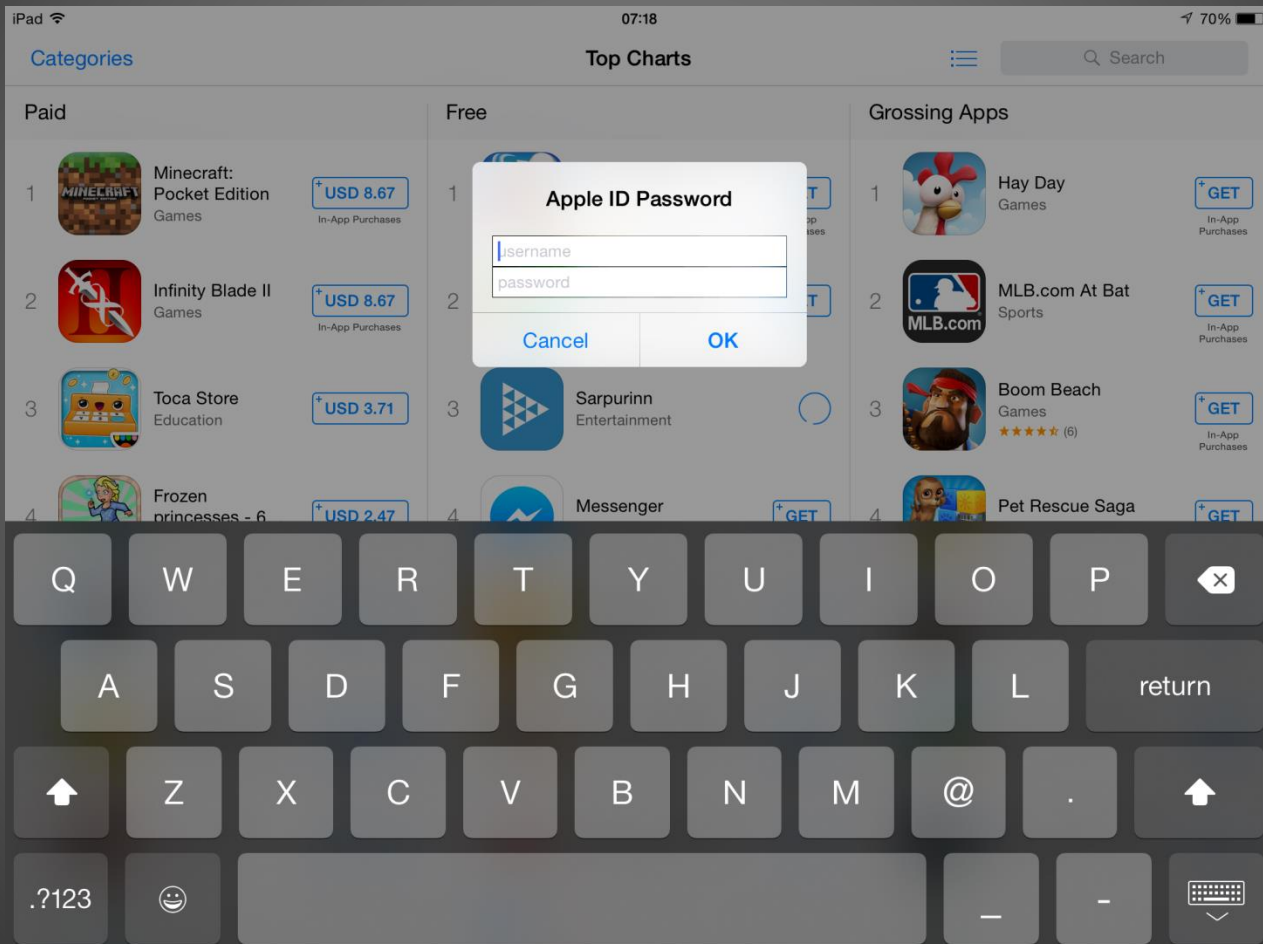 iPad 07:18 70%
Categories Top Charts Search
Paid Free Grossing Apps
1 MINECRAFT Minecraft: Pocket Edition
Games
+ USD 8.67
In-App Purchases
2 Infinity Blade II
Games
+ USD 8.67
In-App Purchases
3 Toca Store
Education
+ USD 3.71
4 Frozen
princesses - 6
+ USD 2.47
1
2
3 Sarpurinn
Entertainment
4 Messenger
+ GET
1 Hay Day
Games
+ GET
In-App
Purchases
2 MLB.com MLB.com At Bat
Sports
+ GET
In-App
Purchases
3 Boom Beach
Games
★★★★ (6)
+ GET
In-App
Purchases
4 Pet Rescue Saga
+ GET
Apple ID Password
username
password
Cancel OK
Q W E R T Y U I O P
A S D F G H J K L return
Z X C V B N M @ .
.?123 _ -